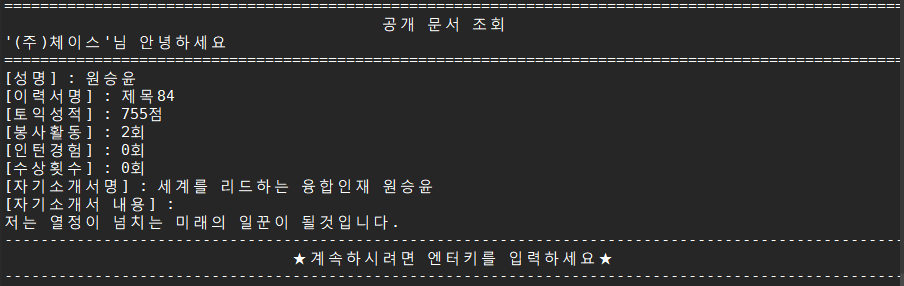 공개 문서 조회
'(주)체이스'님 안녕하세요
[성명] : 원승윤
[이력서명] : 제목84
[토익성적] : 755점
[봉사활동] : 2회
[인턴경험] : 0회
[수상횟수] : 0회
[자기소개서명] : 세계를 리드하는 융합인재 원승윤
[자기소개서 내용] :
저는 열정이 넘치는 미래의 일꾼이 될것입니다.
★계속하시려면 엔터키를 입력하세요★